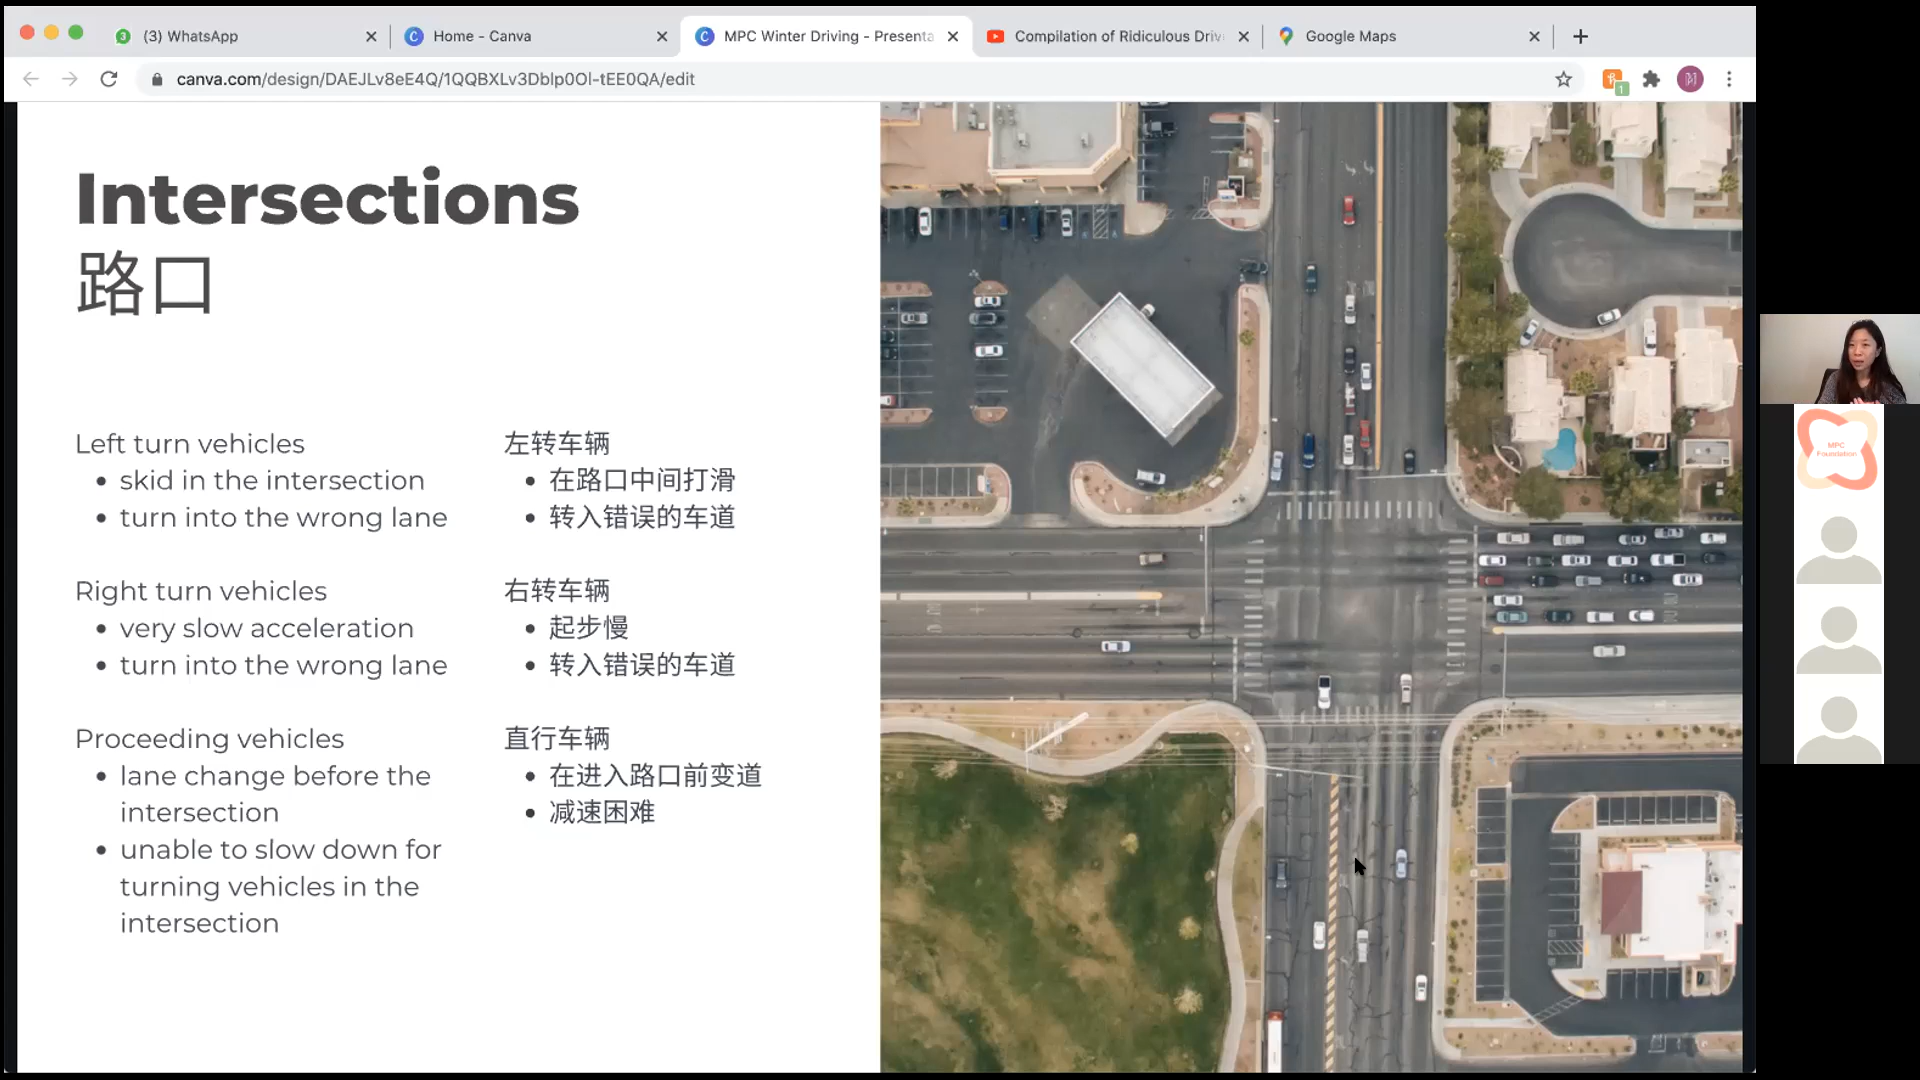 3
(3) WhatsApp
Home - Canva
MPC Winter Driving - Presenta
Compilation of Ridiculous Driv
Google Maps
canva.com/design/DAEJLv8eE4Q/1QQBXLv3Dblp0Ol-tEE0QA/edit
1
Intersections
路口
Left turn vehicles
skid in the intersection
turn into the wrong lane
Right turn vehicles
very slow acceleration
turn into the wrong lane
Proceeding vehicles
lane change before the
intersection
unable to slow down for
turning vehicles in the
intersection
左转车辆
在路口中间打滑
转入错误的车道
右转车辆
起步慢
转入错误的车道
直行车辆
在进入路口前变道
减速困难
MPC
Foundation